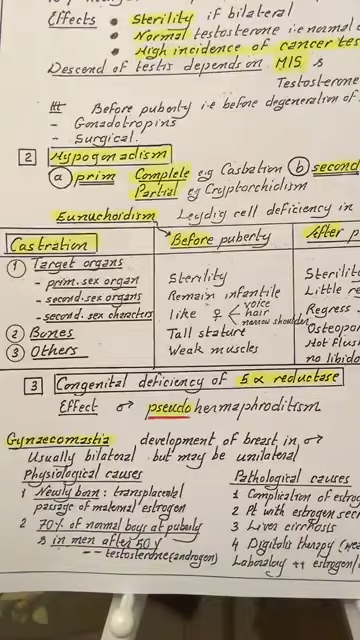 Effects • Sterility if bilateral
• Normal testosterone i.e normal
• High incidence of cancer tes
Descend of testis depends on MIS &
Testosterone
ttt Before puberty i.e before degeneration of
- Gonadotropins
- Surgical.
2 Hypogonadism
(a) prim Complete e.g Castration (b) second
Partial eg Cryptorchidism
Eunuchoidism Leydig cell deficiency in
Castration Before puberty After p
1 Target organs
- prim. sex organ Sterility Sterilit
- second. sex organs Remain infantile Little re
- second. sex characters like ♀ voice hair narrow shoulder Regress
2 Bones Tall stature Osteopor
3 Others Weak muscles Hot flush
no libido
3 Congenital deficiency of 5 α reductase
Effect ♂ pseudohermaphroditism
Gynaecomastia development of breast in ♂
Usually bilateral but may be unilateral
Physiological causes Pathological causes
1 Newly born: transplacental 1 Complication of estrog
passage of maternal estrogen 2 Pt with estrogen secr
2 70% of normal boys at puberty 3 Liver cirrhosis
& in men after 50 y 4 Digitalis therapy
--- testosterone (androgen) Laboratory ++ estrogen/